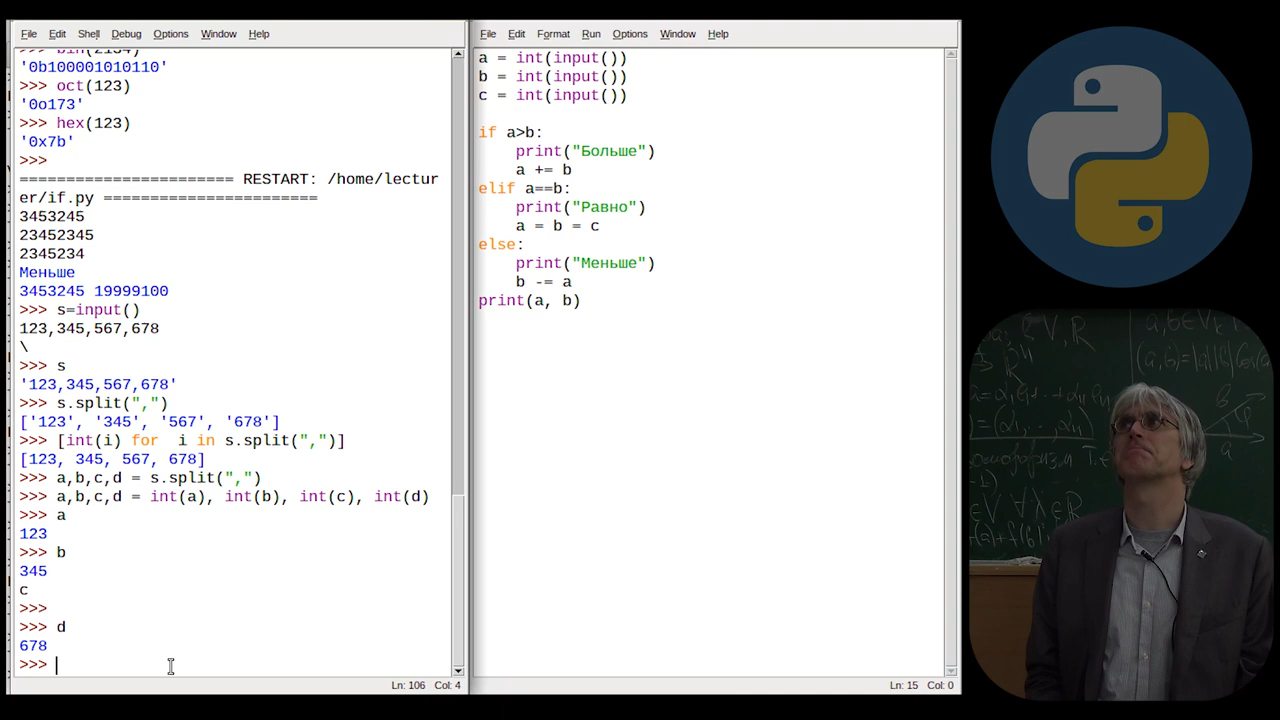 File Edit Shell Debug Options Window Help
bin(2134)
'0b100001010110'
>>> oct(123)
'0o173'
>>> hex(123)
'0x7b'
>>>
======================= RESTART: /home/lectur
er/if.py =======================
3453245
23452345
2345234
Меньше
3453245 19999100
>>> s=input()
123,345,567,678
\
>>> s
'123,345,567,678'
>>> s.split(",")
['123', '345', '567', '678']
>>> [int(i) for  i in s.split(",")]
[123, 345, 567, 678]
>>> a,b,c,d = s.split(",")
>>> a,b,c,d = int(a), int(b), int(c), int(d)
>>> a
123
>>> b
345
c
>>>
>>> d
678
>>>
Ln: 106 Col: 4
File Edit Format Run Options Window Help
a = int(input())
b = int(input())
c = int(input())
if a>b:
    print("Больше")
    a += b
elif a==b:
    print("Равно")
    a = b = c
else:
    print("Меньше")
    b -= a
print(a, b)
Ln: 15 Col: 0